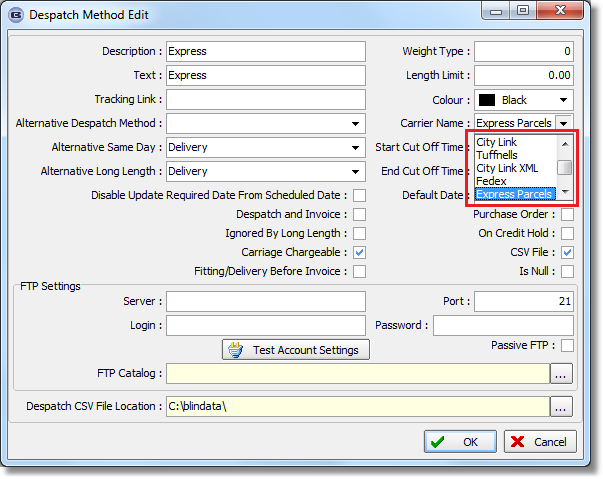 Despatch Method Edit
Description : Express Weight Type : 0
Text : Express Length Limit : 0.00
Tracking Link : Colour : Black
Alternative Despatch Method : Carrier Name : Express Parcels
City Link
Alternative Same Day : Delivery Start Cut Off Time :
Tuffnells
City Link XML
Alternative Long Length : Delivery End Cut Off Time :
Fedex
Disable Update Required Date From Scheduled Date : Default Date : Express Parcels
Despatch and Invoice : Purchase Order :
Ignored By Long Length : On Credit Hold :
Carriage Chargeable : CSV File :
Fitting/Delivery Before Invoice : Is Null :
FTP Settings
Server : Port : 21
Login : Password :
Test Account Settings Passive FTP :
FTP Catalog : ...
Despatch CSV File Location : C:\blindata\ ...
OK Cancel